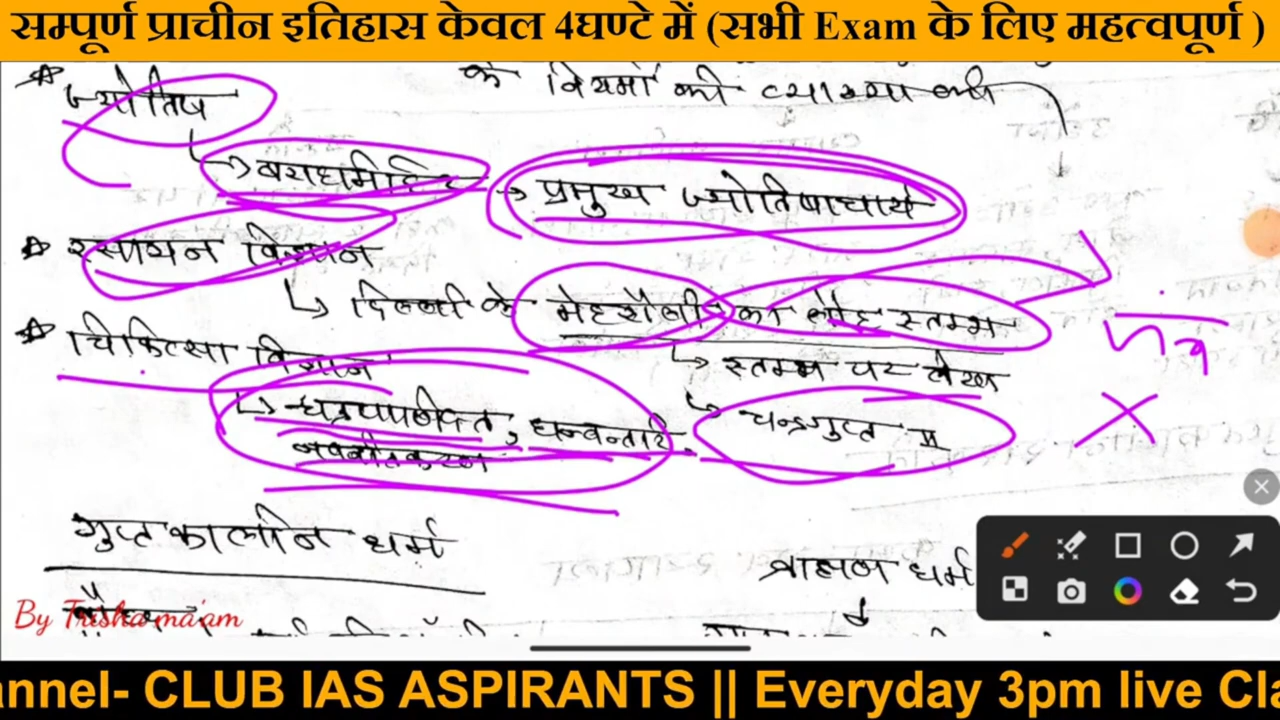 सम्पूर्ण प्राचीन इतिहास केवल 4घण्टे में (सभी Exam के लिए महत्वपूर्ण )
के नियमों की व्याख्या की
ज्योतिष
→ बराहमीहिर → प्रमुख ज्योतिषाचार्य
रसायन विज्ञान
↳ दिल्ली के मेहरौली का लौह स्तम्भ
चिकित्सा विज्ञान
↳ स्तम्भ पर लेख
↳ धन्वन्तरि
↳ चन्द्रगुप्त II
गुप्तकालीन धर्म
ब्राह्मण धर्म
By Trisha ma'am
annel- CLUB IAS ASPIRANTS || Everyday 3pm live Cla